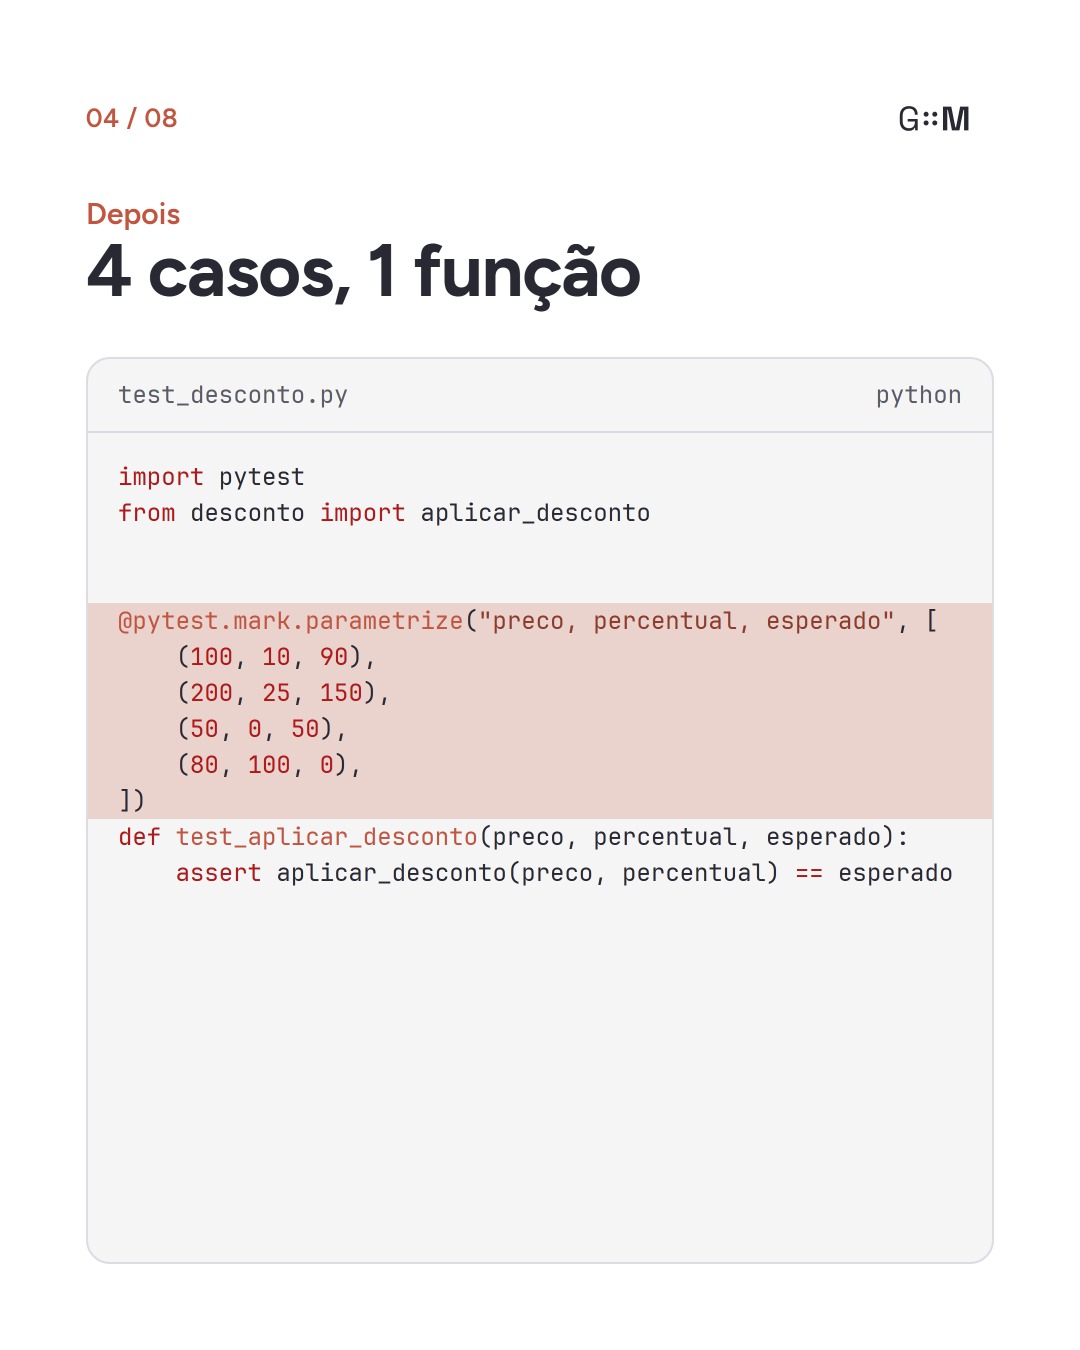 04 / 08
G::M
Depois
4 casos, 1 função
test_desconto.py
python
import pytest
from desconto import aplicar_desconto
@pytest.mark.parametrize("preco, percentual, esperado", [
    (100, 10, 90),
    (200, 25, 150),
    (50, 0, 50),
    (80, 100, 0),
])
def test_aplicar_desconto(preco, percentual, esperado):
    assert aplicar_desconto(preco, percentual) == esperado